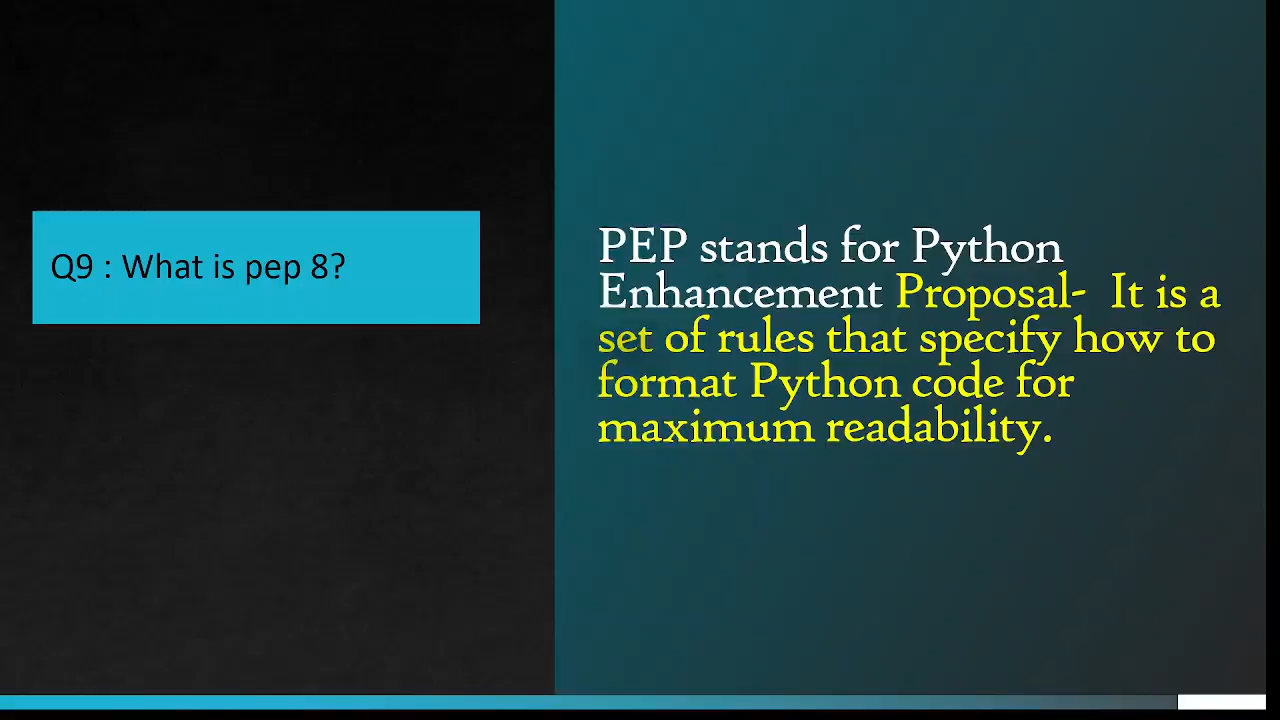 Q9 : What is pep 8?
PEP stands for Python
Enhancement Proposal-  It is a
set of rules that specify how to
format Python code for
maximum readability.